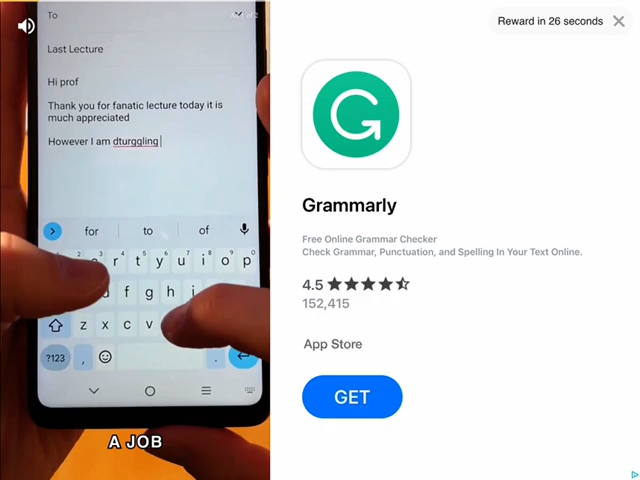 To
Last Lecture
Hi prof
Thank you for fanatic lecture today it is
much appreciated
However I am dturggling
for to of
r t y u i o p
f g h
z x c v
?123 , .
A JOB
Reward in 26 seconds
Grammarly
Free Online Grammar Checker
Check Grammar, Punctuation, and Spelling In Your Text Online.
4.5
152,415
App Store
GET